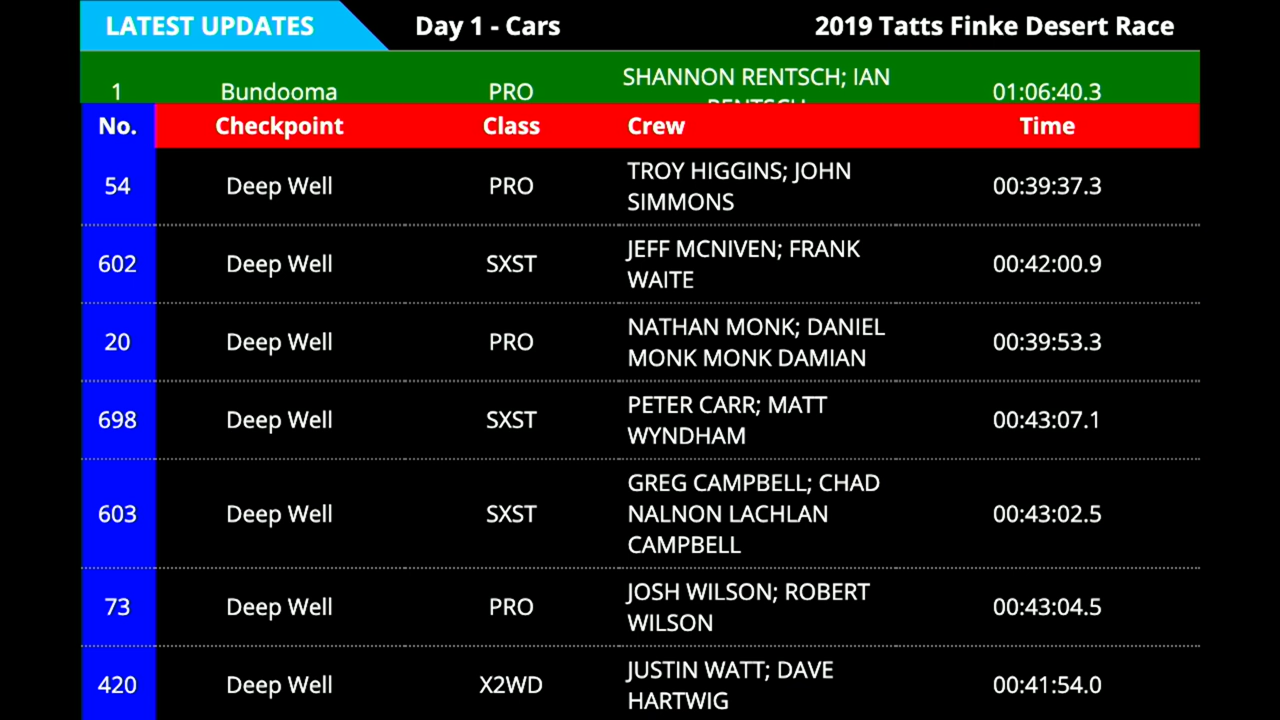 LATEST UPDATES Day 1 - Cars 2019 Tatts Finke Desert Race
1 Bundooma PRO SHANNON RENTSCH; IAN 01:06:40.3
RENTSCH
No. Checkpoint Class Crew Time
54 Deep Well PRO TROY HIGGINS; JOHN 00:39:37.3
SIMMONS
602 Deep Well SXST JEFF MCNIVEN; FRANK 00:42:00.9
WAITE
20 Deep Well PRO NATHAN MONK; DANIEL 00:39:53.3
MONK MONK DAMIAN
698 Deep Well SXST PETER CARR; MATT 00:43:07.1
WYNDHAM
603 Deep Well SXST GREG CAMPBELL; CHAD 00:43:02.5
NALNON LACHLAN
CAMPBELL
73 Deep Well PRO JOSH WILSON; ROBERT 00:43:04.5
WILSON
420 Deep Well X2WD JUSTIN WATT; DAVE 00:41:54.0
HARTWIG